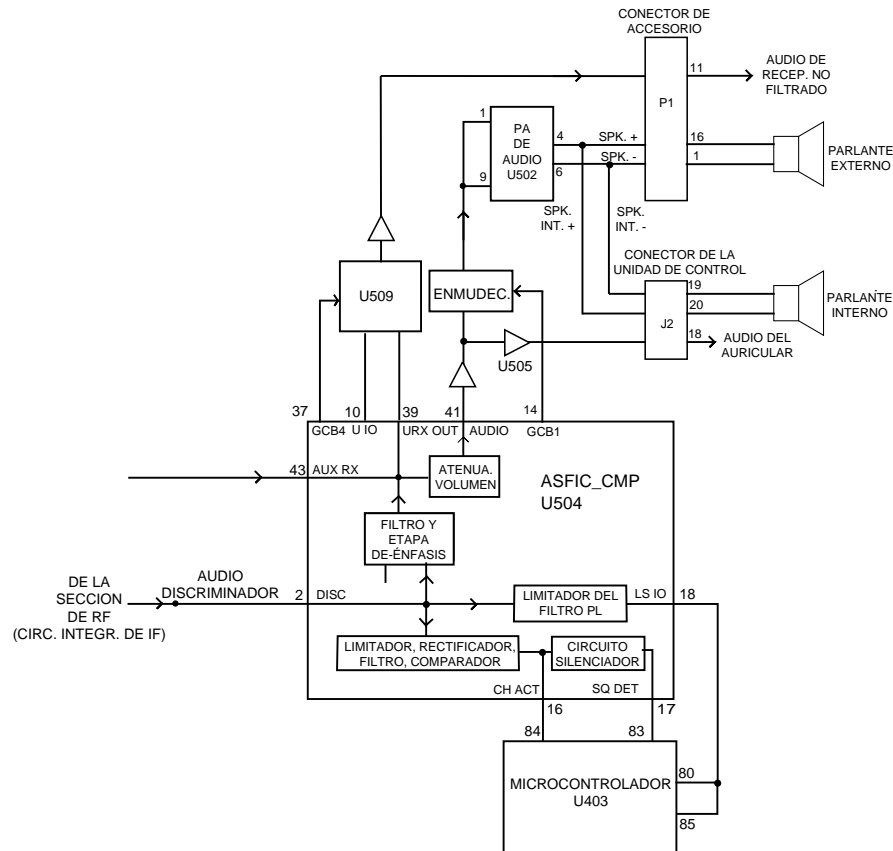 CONECTOR DE
ACCESORIO
11
AUDIO DE
RECEP. NO
FILTRADO
P1
1
PA
DE
AUDIO
U502
4
SPK. +
16
9
6
SPK. -
1
PARLANTE
EXTERNO
SPK.
INT. +
SPK.
INT. -
CONECTOR DE LA
UNIDAD DE CONTROL
U509
ENMUDEC.
19
20
J2
PARLANTE
INTERNO
18
AUDIO DEL
AURICULAR
U505
37
10
39
41
14
GCB4
U IO
URX OUT
AUDIO
GCB1
43
AUX RX
ATENUA.
VOLUMEN
ASFIC_CMP
U504
FILTRO Y
ETAPA
DE-ÉNFASIS
DE LA
SECCION
DE RF
(CIRC. INTEGR. DE IF)
AUDIO
DISCRIMINADOR
2
DISC
LIMITADOR DEL
FILTRO PL
LS IO
18
LIMITADOR, RECTIFICADOR,
FILTRO, COMPARADOR
CIRCUITO
SILENCIADOR
CH ACT
SQ DET
16
17
84
83
MICROCONTROLADOR
U403
80
85